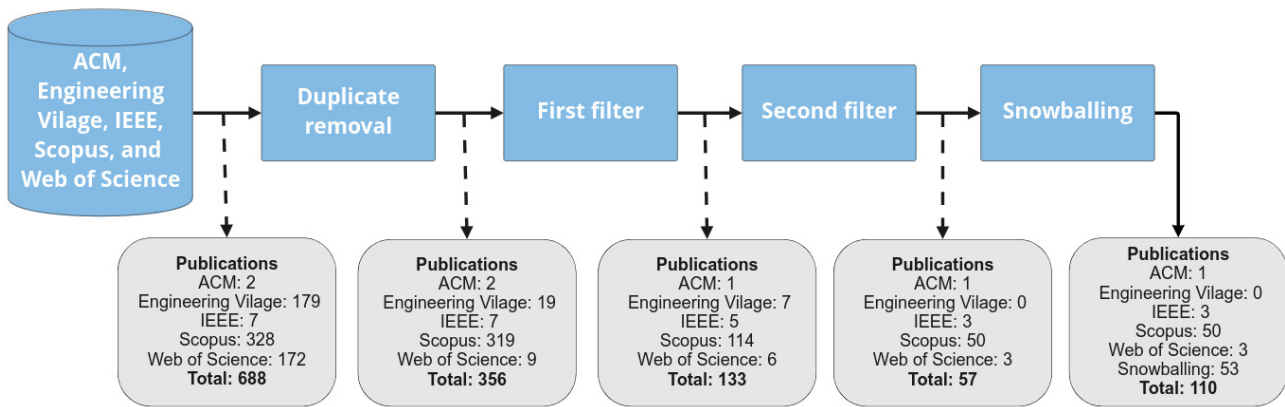 ACM,
Engineering
Vilage, IEEE,
Scopus, and
Web of Science
Duplicate
removal
First filter
Second filter
Snowballing
Publications
ACM: 2
Engineering Vilage: 179
IEEE: 7
Scopus: 328
Web of Science: 172
Total: 688
Publications
ACM: 2
Engineering Vilage: 19
IEEE: 7
Scopus: 319
Web of Science: 9
Total: 356
Publications
ACM: 1
Engineering Vilage: 7
IEEE: 5
Scopus: 114
Web of Science: 6
Total: 133
Publications
ACM: 1
Engineering Vilage: 0
IEEE: 3
Scopus: 50
Web of Science: 3
Total: 57
Publications
ACM: 1
Engineering Vilage: 0
IEEE: 3
Scopus: 50
Web of Science: 3
Snowballing: 53
Total: 110